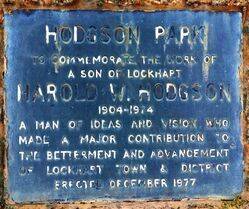 HODGSON PARK
TO COMMEMORATE THE WORK OF
A SON OF LOCKHART
HAROLD W. HODGSON
1904-1974
A MAN OF IDEAS AND VISION WHO
MADE A MAJOR CONTRIBUTION TO
THE BETTERMENT AND ADVANCEMENT
OF LOCKHART TOWN & DISTRICT
ERECTED DECEMBER 1977